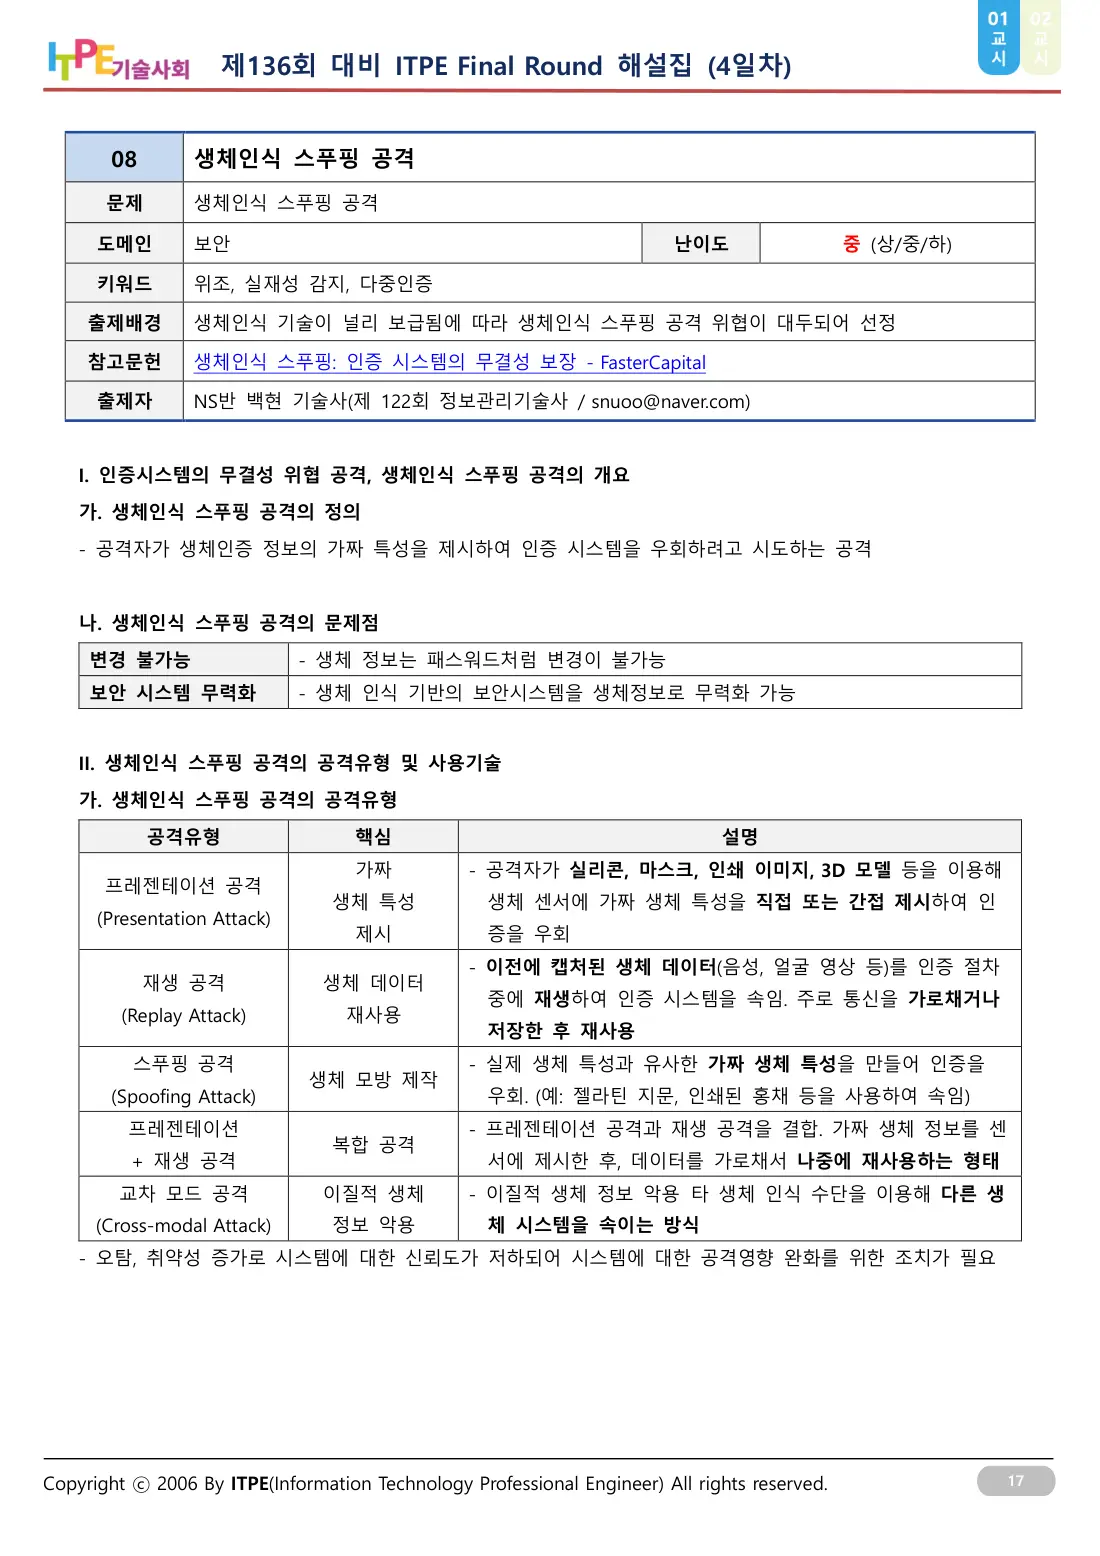 ITPE기술사회 제136회 대비 ITPE Final Round 해설집 (4일차)
01 교시
02 교시
08 생체인식 스푸핑 공격
문제 생체인식 스푸핑 공격
도메인 보안 난이도 중 (상/중/하)
키워드 위조, 실재성 감지, 다중인증
출제배경 생체인식 기술이 널리 보급됨에 따라 생체인식 스푸핑 공격 위협이 대두되어 선정
참고문헌 생체인식 스푸핑: 인증 시스템의 무결성 보장 - FasterCapital
출제자 NS반 백현 기술사(제 122회 정보관리기술사 / snuoo@naver.com)
I. 인증시스템의 무결성 위협 공격, 생체인식 스푸핑 공격의 개요
가. 생체인식 스푸핑 공격의 정의
- 공격자가 생체인증 정보의 가짜 특성을 제시하여 인증 시스템을 우회하려고 시도하는 공격
나. 생체인식 스푸핑 공격의 문제점
변경 불가능 - 생체 정보는 패스워드처럼 변경이 불가능
보안 시스템 무력화 - 생체 인식 기반의 보안시스템을 생체정보로 무력화 가능
II. 생체인식 스푸핑 공격의 공격유형 및 사용기술
가. 생체인식 스푸핑 공격의 공격유형
공격유형 핵심 설명
프레젠테이션 공격
(Presentation Attack)
가짜
생체 특성
제시
- 공격자가 실리콘, 마스크, 인쇄 이미지, 3D 모델 등을 이용해
생체 센서에 가짜 생체 특성을 직접 또는 간접 제시하여 인
증을 우회
재생 공격
(Replay Attack)
생체 데이터
재사용
- 이전에 캡처된 생체 데이터(음성, 얼굴 영상 등)를 인증 절차
중에 재생하여 인증 시스템을 속임. 주로 통신을 가로채거나
저장한 후 재사용
스푸핑 공격
(Spoofing Attack)
생체 모방 제작
- 실제 생체 특성과 유사한 가짜 생체 특성을 만들어 인증을
우회. (예: 젤라틴 지문, 인쇄된 홍채 등을 사용하여 속임)
프레젠테이션
+ 재생 공격
복합 공격
- 프레젠테이션 공격과 재생 공격을 결합. 가짜 생체 정보를 센
서에 제시한 후, 데이터를 가로채서 나중에 재사용하는 형태
교차 모드 공격
(Cross-modal Attack)
이질적 생체
정보 악용
- 이질적 생체 정보 악용 타 생체 인식 수단을 이용해 다른 생
체 시스템을 속이는 방식
- 오탐, 취약성 증가로 시스템에 대한 신뢰도가 저하되어 시스템에 대한 공격영향 완화를 위한 조치가 필요
Copyright ⓒ 2006 By ITPE(Information Technology Professional Engineer) All rights reserved.
17